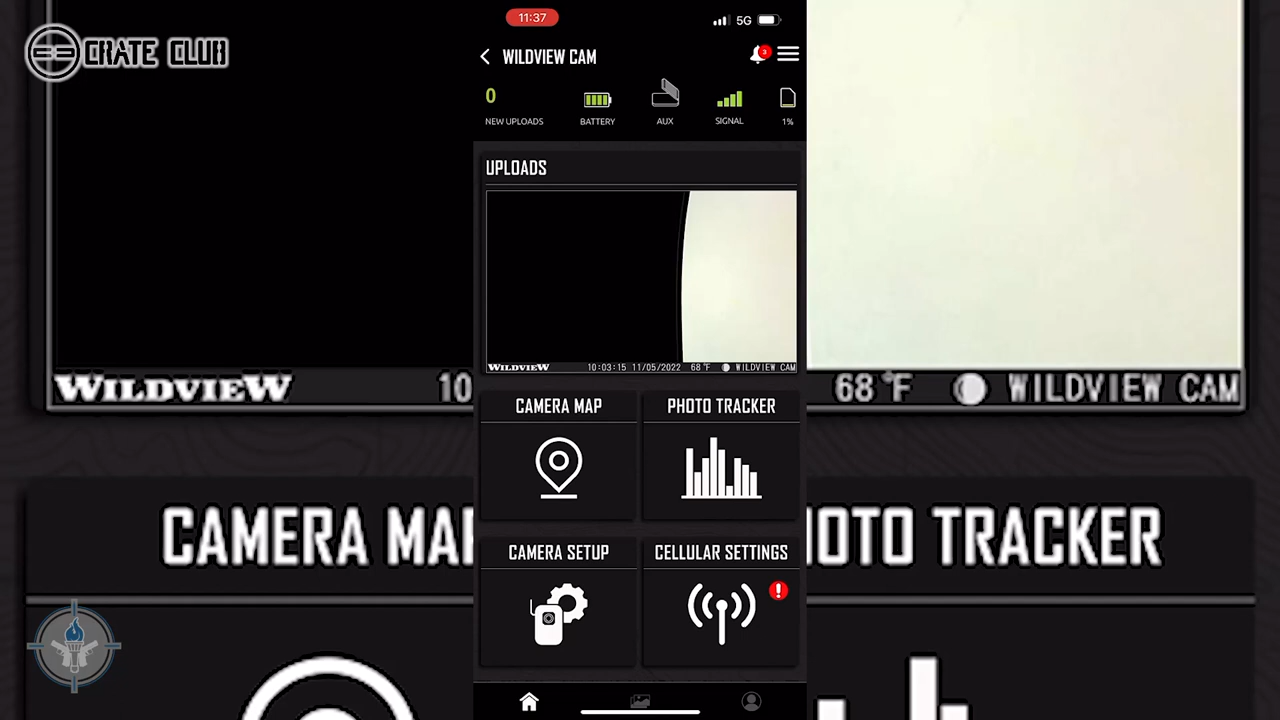 CRATE CLUB
11:37
5G
WILDVIEW CAM
3
0
NEW UPLOADS
BATTERY
AUX
SIGNAL
1%
UPLOADS
WILDVIEW 10:03:15 11/05/2022 68°F WILDVIEW CAM
WILDVIEW 10
68°F WILDVIEW CAM
CAMERA MAP
PHOTO TRACKER
CAMERA MA
OTO TRACKER
CAMERA SETUP
CELLULAR SETTINGS
!